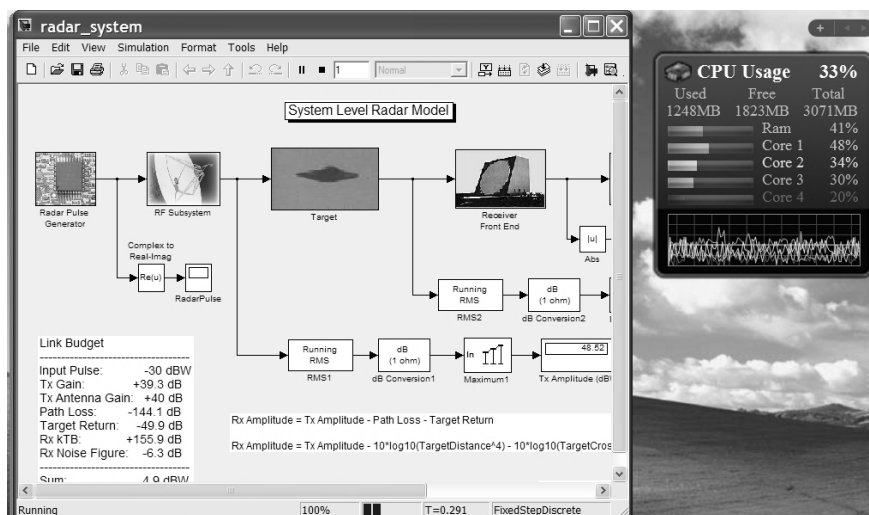 radar_system
File Edit View Simulation Format Tools Help
1 Normal
System Level Radar Model
Radar Pulse
Generator
RF Subsystem
Target
Receiver
Front End
Complex to
Real-Imag
Re(u)
RadarPulse
|u|
Abs
Running
RMS
RMS2
dB
(1 ohm)
dB Conversion2
Running
RMS
RMS1
dB
(1 ohm)
dB Conversion1
In
Maximum1
48.52
Tx Amplitude (dB
Link Budget
Input Pulse: -30 dBW
Tx Gain: +39.3 dB
Tx Antenna Gain: +40 dB
Path Loss: -144.1 dB
Target Return: -49.9 dB
Rx kTB: +155.9 dB
Rx Noise Figure: -6.3 dB
Sum: 4.9 dBW
Rx Amplitude = Tx Amplitude - Path Loss - Target Return
Rx Amplitude = Tx Amplitude - 10*log10(TargetDistance^4) - 10*log10(TargetCros
Running 100% T=0.291 FixedStepDiscrete
CPU Usage 33%
Used Free Total
1248MB 1823MB 3071MB
Ram 41%
Core 1 48%
Core 2 34%
Core 3 30%
Core 4 20%